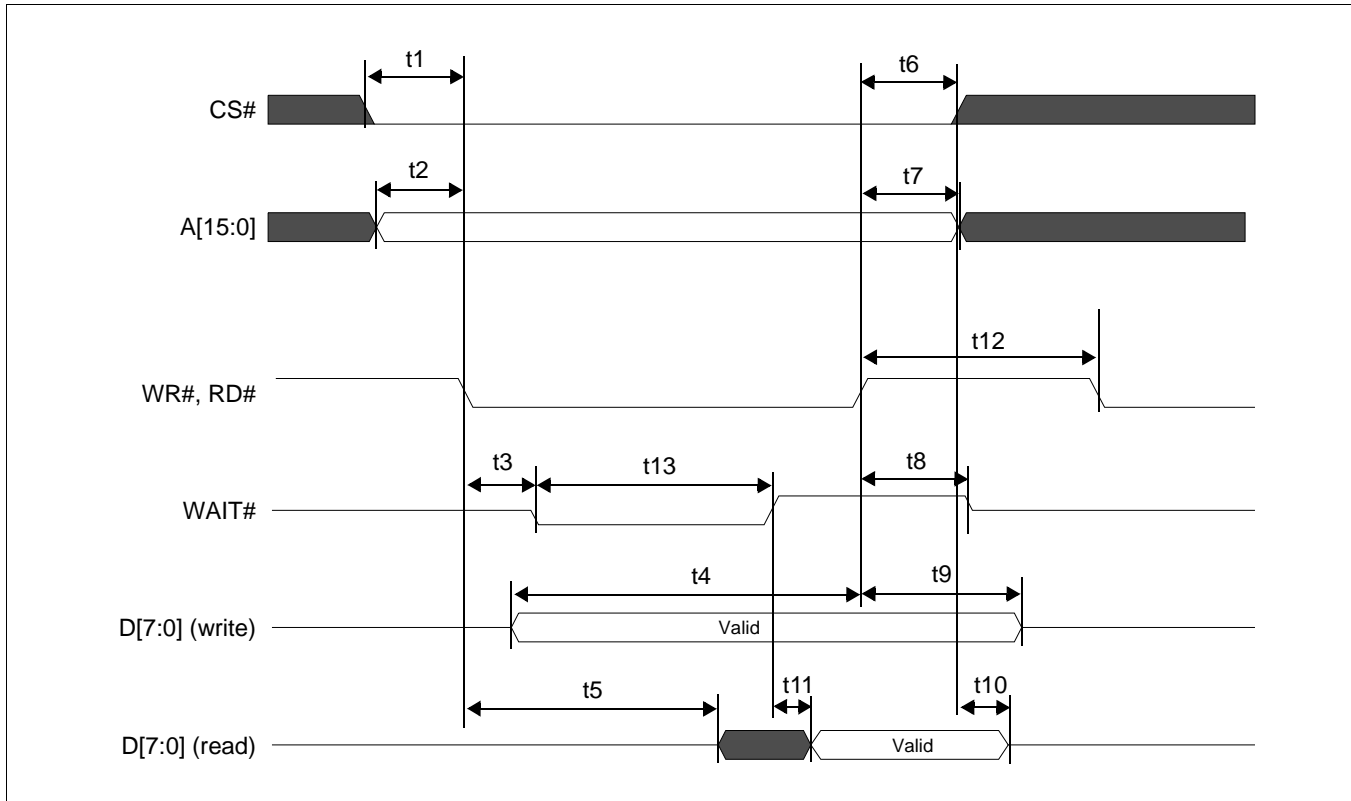 t1
t6
CS#
t2
t7
A[15:0]
t12
WR#, RD#
t3
t13
t8
WAIT#
t4
t9
D[7:0] (write)
Valid
t5
t11
t10
D[7:0] (read)
Valid